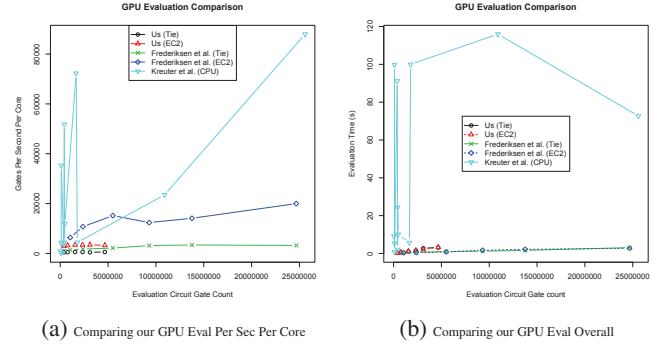 GPU Evaluation Comparison
Gates Per Second Per Core
80000
60000
40000
20000
0
Us (Tie)
Us (EC2)
Frederiksen et al. (Tie)
Frederiksen et al. (EC2)
Kreuter et al. (CPU)
0
5000000
10000000
15000000
20000000
25000000
Evaluation Circuit Gate Count
(a) Comparing our GPU Eval Per Sec Per Core
GPU Evaluation Comparison
Evaluation Time (s)
120
100
80
60
40
20
0
Us (Tie)
Us (EC2)
Frederiksen et al. (Tie)
Frederiksen et al. (EC2)
Kreuter et al. (CPU)
0
5000000
10000000
15000000
20000000
25000000
Evaluation Circuit Gate count
(b) Comparing our GPU Eval Overall